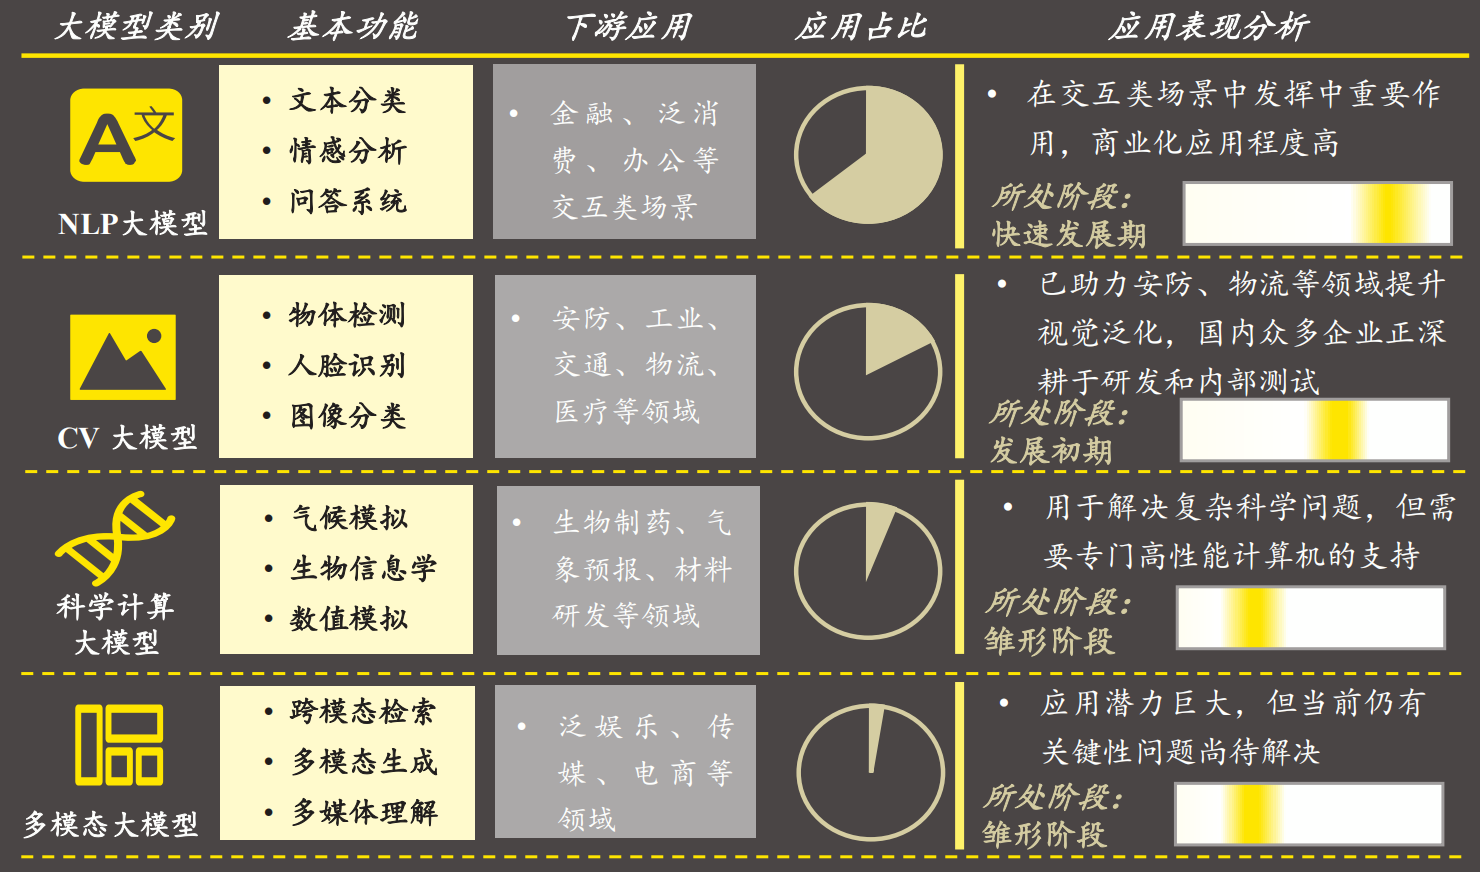 大模型类别 基本功能 下游应用 应用占比 应用表现分析
A文
NLP大模型
• 文本分类
• 情感分析
• 问答系统
• 金融、泛消
费、办公等
交互类场景
• 在交互类场景中发挥中重要作
用，商业化应用程度高
所处阶段：
快速发展期
CV 大模型
• 物体检测
• 人脸识别
• 图像分类
• 安防、工业、
交通、物流、
医疗等领域
• 已助力安防、物流等领域提升
视觉泛化，国内众多企业正深
耕于研发和内部测试
所处阶段：
发展初期
科学计算
大模型
• 气候模拟
• 生物信息学
• 数值模拟
• 生物制药、气
象预报、材料
研发等领域
• 用于解决复杂科学问题，但需
要专门高性能计算机的支持
所处阶段：
雏形阶段
多模态大模型
• 跨模态检索
• 多模态生成
• 多媒体理解
• 泛娱乐、传
媒、电商等
领域
• 应用潜力巨大，但当前仍有
关键性问题尚待解决
所处阶段：
雏形阶段